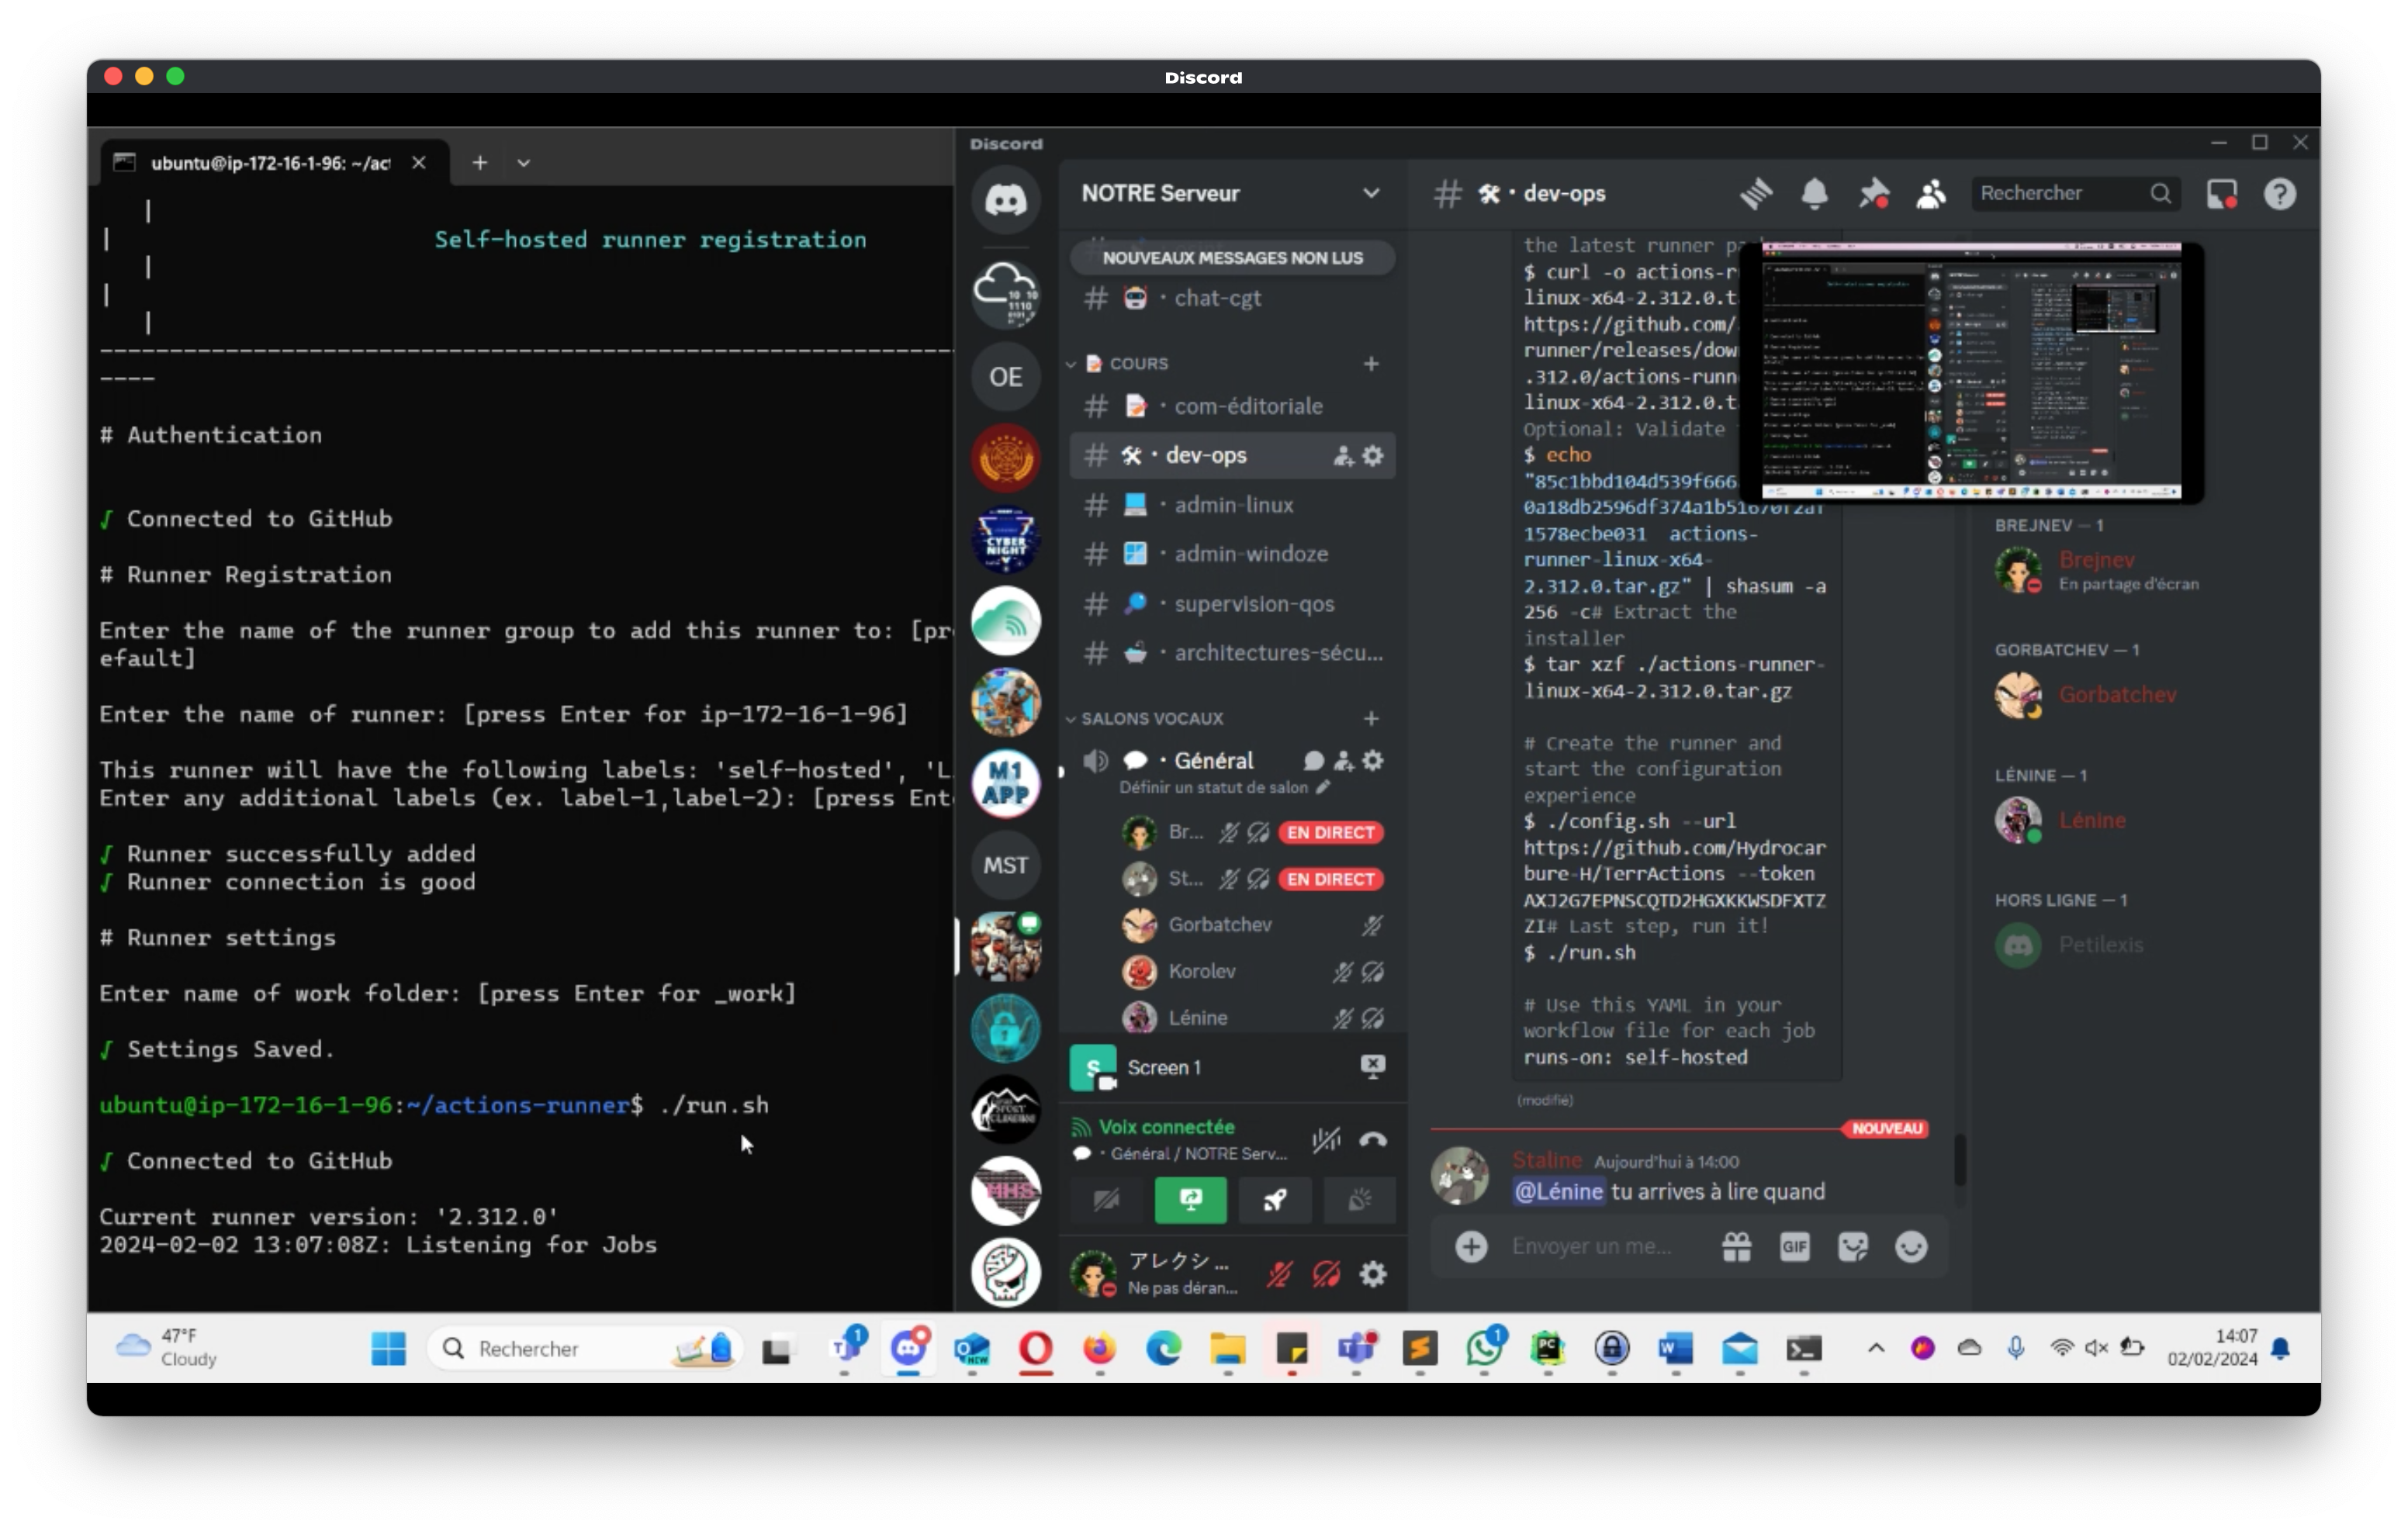 Discord
ubuntu@ip-172-16-1-96: ~/ac
Self-hosted runner registration
# Authentication
√ Connected to GitHub
# Runner Registration
Enter the name of the runner group to add this runner to: [pr
efault]
Enter the name of runner: [press Enter for ip-172-16-1-96]
This runner will have the following labels: 'self-hosted', 'L
Enter any additional labels (ex. label-1,label-2): [press Ent
√ Runner successfully added
√ Runner connection is good
# Runner settings
Enter name of work folder: [press Enter for _work]
√ Settings Saved.
ubuntu@ip-172-16-1-96:~/actions-runner$ ./run.sh
√ Connected to GitHub
Current runner version: '2.312.0'
2024-02-02 13:07:08Z: Listening for Jobs
Discord
OE
CYBER
NIGHT
M1
APP
MST
NOTRE Serveur
NOUVEAUX MESSAGES NON LUS
# · chat-cgt
COURS
# · com-éditoriale
# · dev-ops
# · admin-linux
# · admin-windoze
# · supervision-qos
# · architectures-sécu...
SALONS VOCAUX
· Général
Définir un statut de salon
Br... EN DIRECT
St... EN DIRECT
Gorbatchev
Korolev
Lénine
S Screen 1
Voix connectée
· Général / NOTRE Serv...
アレクシ ...
Ne pas déran...
# · dev-ops
Rechercher
the latest runner
$ curl -o
linux-x64-2.312.0.t
https://github.com/
runner/releases/dow
.312.0/actions-runn
linux-x64-2.312.0.t
Optional: Validate
$ echo
"85c1bbd104d539f666
1578ecbe031 actions-
runner-linux-x64-
2.312.0.tar.gz" | shasum -a
256 -c# Extract the
installer
$ tar xzf ./actions-runner-
linux-x64-2.312.0.tar.gz
# Create the runner and
start the configuration
experience
$ ./config.sh --url
https://github.com/Hydrocar
bure-H/TerrActions --token
AXJ2G7EPNSCQTD2HGXKKWSDFXTZ
ZI# Last step, run it!
$ ./run.sh
# Use this YAML in your
workflow file for each job
runs-on: self-hosted
(modifié)
NOUVEAU
Staline Aujourd'hui à 14:00
@Lénine tu arrives à lire quand
Envoyer un me...
GIF
BREJNEV — 1
Brejnev
En partage d'écran
GORBATCHEV — 1
Gorbatchev
LÉNINE — 1
Lénine
HORS LIGNE — 1
Petilexis
47°F
Cloudy
Rechercher
14:07
02/02/2024